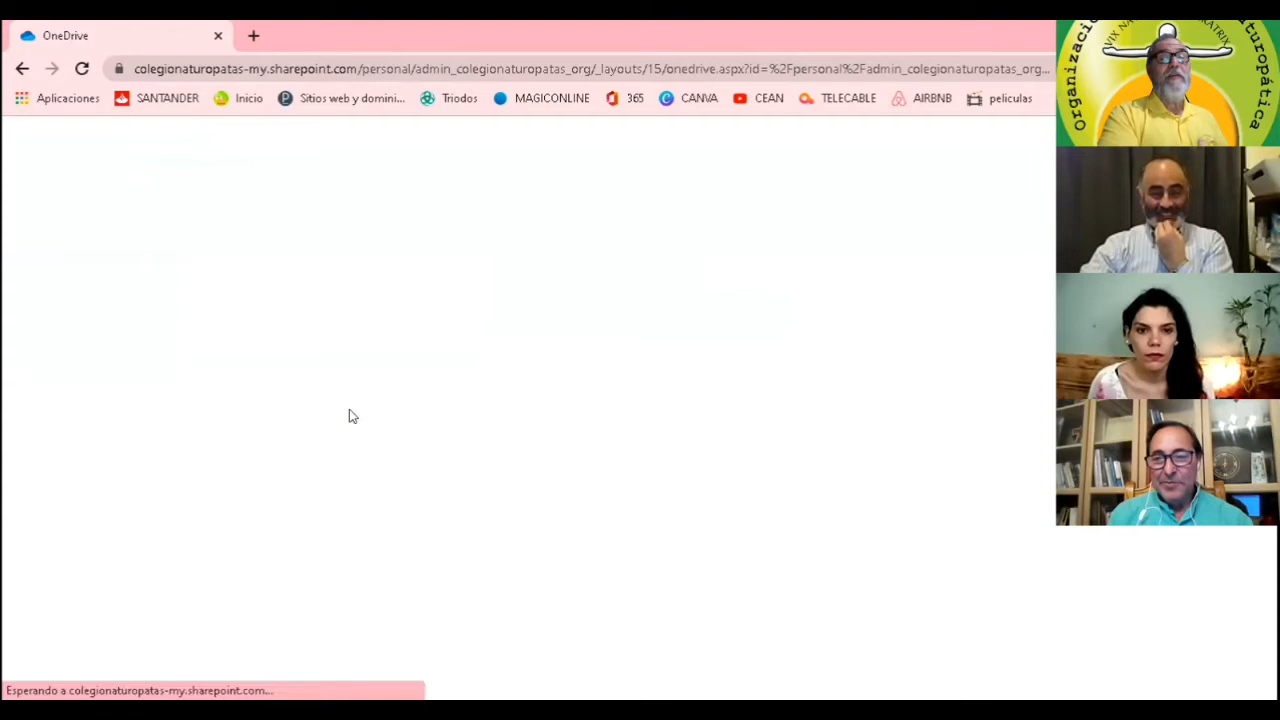 OneDrive
colegionaturopatas-my.sharepoint.com/personal/admin_colegionaturopatas_org/_layouts/15/onedrive.aspx?id=%2Fpersonal%2Fadmin_colegionaturopatas_org...
Aplicaciones SANTANDER Inicio Sitios web y domini... Triodos MAGICONLINE 365 CANVA CEAN TELECABLE AIRBNB peliculas
Esperando a colegionaturopatas-my.sharepoint.com...